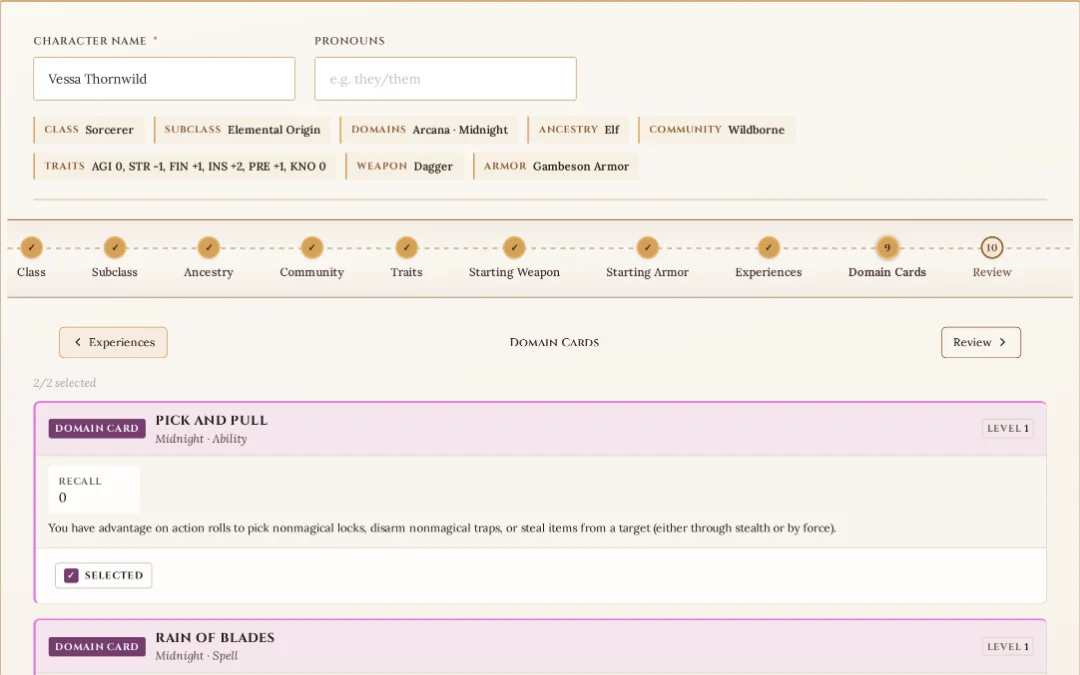 CHARACTER NAME * PRONOUNS
Vessa Thornwild e.g. they/them
CLASS Sorcerer SUBCLASS Elemental Origin DOMAINS Arcana · Midnight ANCESTRY Elf COMMUNITY Wildborne
TRAITS AGI 0, STR -1, FIN +1, INS +2, PRE +1, KNO 0 WEAPON Dagger ARMOR Gambeson Armor
✓ ✓ ✓ ✓ ✓ ✓ ✓ ✓ 9 10
Class Subclass Ancestry Community Traits Starting Weapon Starting Armor Experiences Domain Cards Review
Experiences Domain Cards Review
2/2 selected
DOMAIN CARD PICK AND PULL LEVEL 1
Midnight · Ability
RECALL
0
You have advantage on action rolls to pick nonmagical locks, disarm nonmagical traps, or steal items from a target (either through stealth or by force).
✓ SELECTED
DOMAIN CARD RAIN OF BLADES LEVEL 1
Midnight · Spell